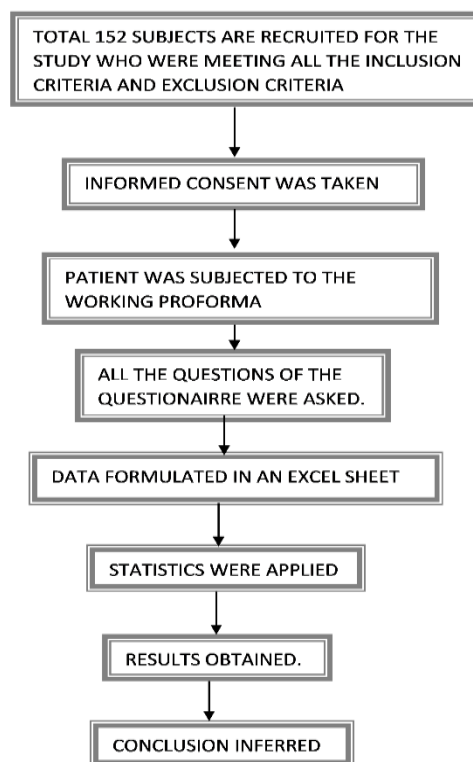 TOTAL 152 SUBJECTS ARE RECRUITED FOR THE
STUDY WHO WERE MEETING ALL THE INCLUSION
CRITERIA AND EXCLUSION CRITERIA
INFORMED CONSENT WAS TAKEN
PATIENT WAS SUBJECTED TO THE
WORKING PROFORMA
ALL THE QUESTIONS OF THE
QUESTIONAIRRE WERE ASKED.
DATA FORMULATED IN AN EXCEL SHEET
STATISTICS WERE APPLIED
RESULTS OBTAINED.
CONCLUSION INFERRED